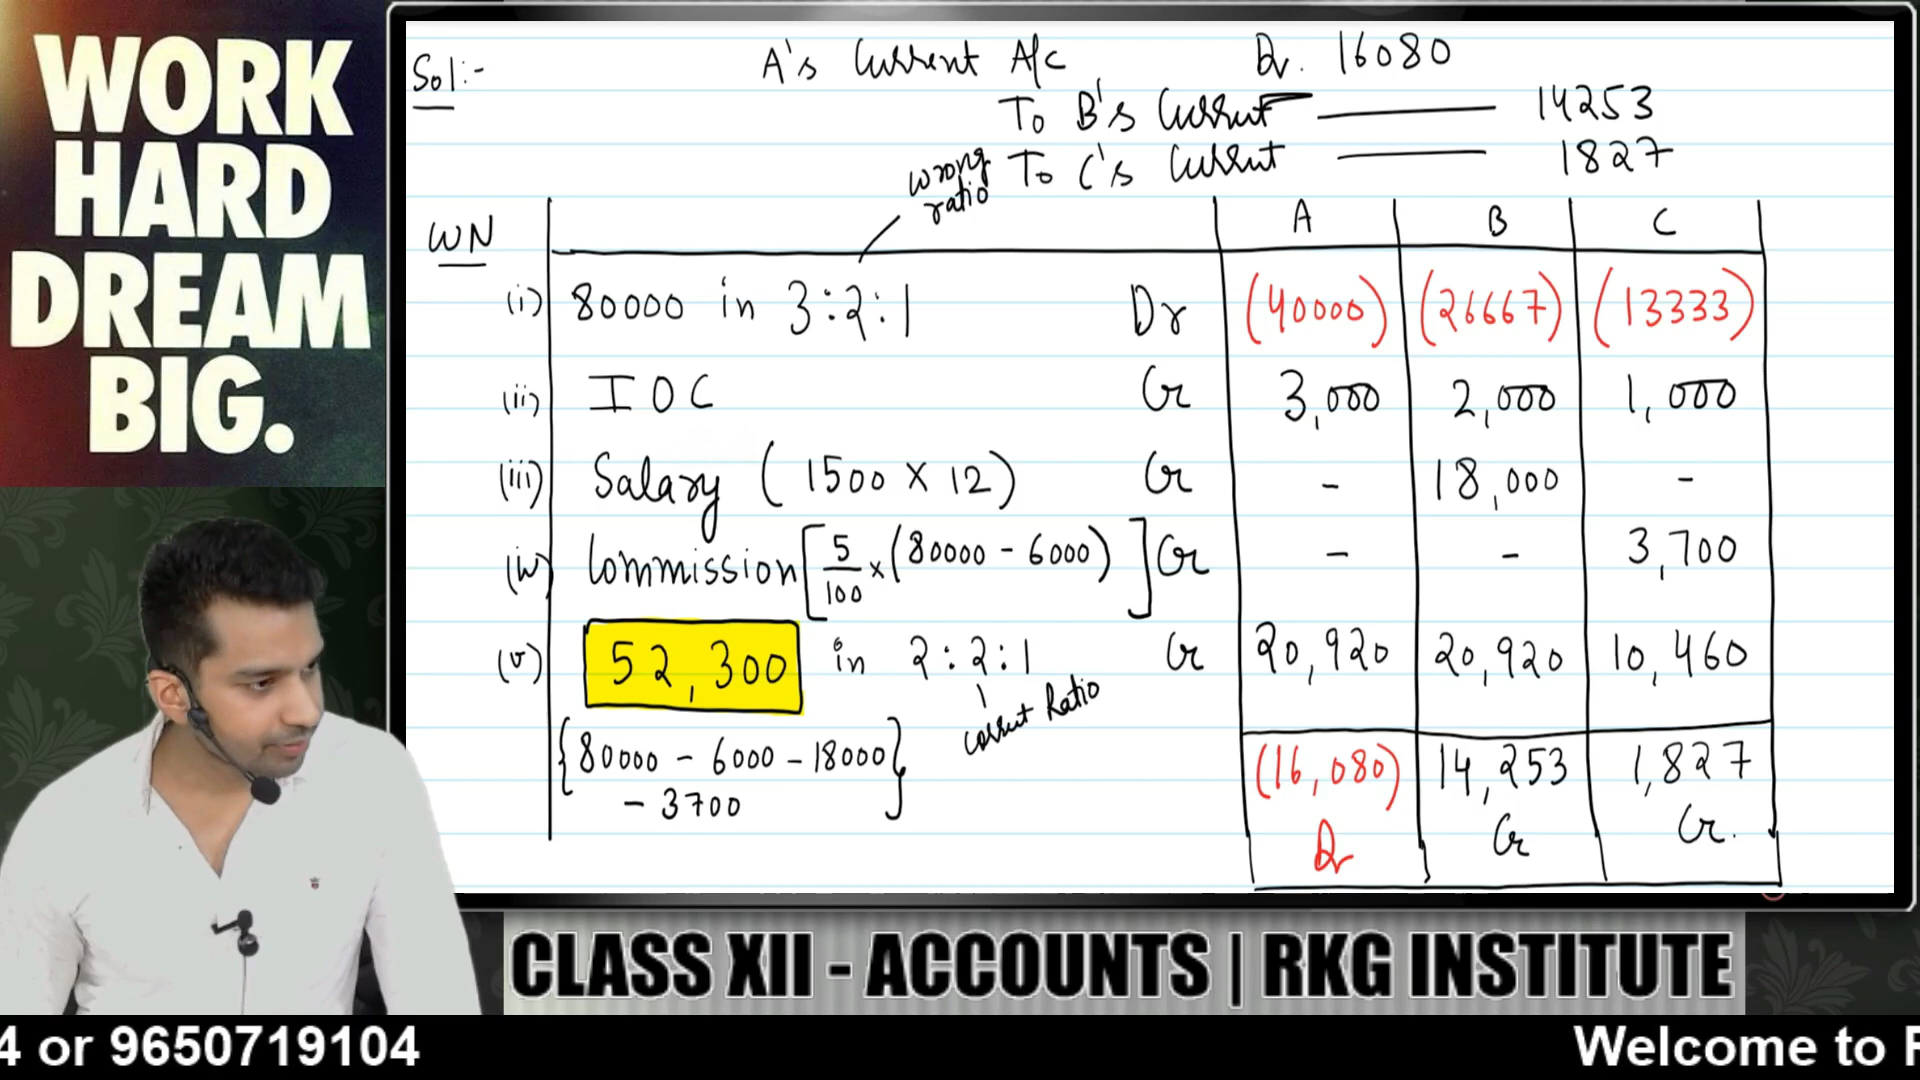 WORK
HARD
DREAM
BIG.
Sol:-
A's Current A/c Dr. 16080
To B's Current 14253
To C's Current 1827
wrong
ratio
WN
A B C
(i) 80000 in 3:2:1 Dr (40000) (26667) (13333)
(ii) IOC Cr 3,000 2,000 1,000
(iii) Salary (1500 × 12) Cr - 18,000 -
(iv) Commission [5/100 × (80000 - 6000)] Cr - - 3,700
(v) 52,300 in 2:2:1 Cr 20,920 20,920 10,460
correct Ratio
{80000 - 6000 - 18000
- 3700}
(16,080) 14,253 1,827
Dr Cr Cr.
CLASS XII - ACCOUNTS | RKG INSTITUTE
4 or 9650719104
Welcome to